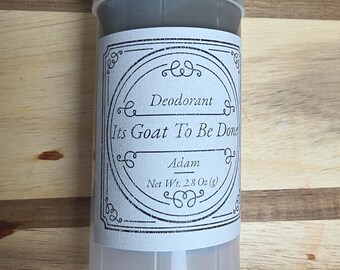 Deodorant
Its Goat To Be Done
Adam
Net Wt. 2.8 Oz (g)